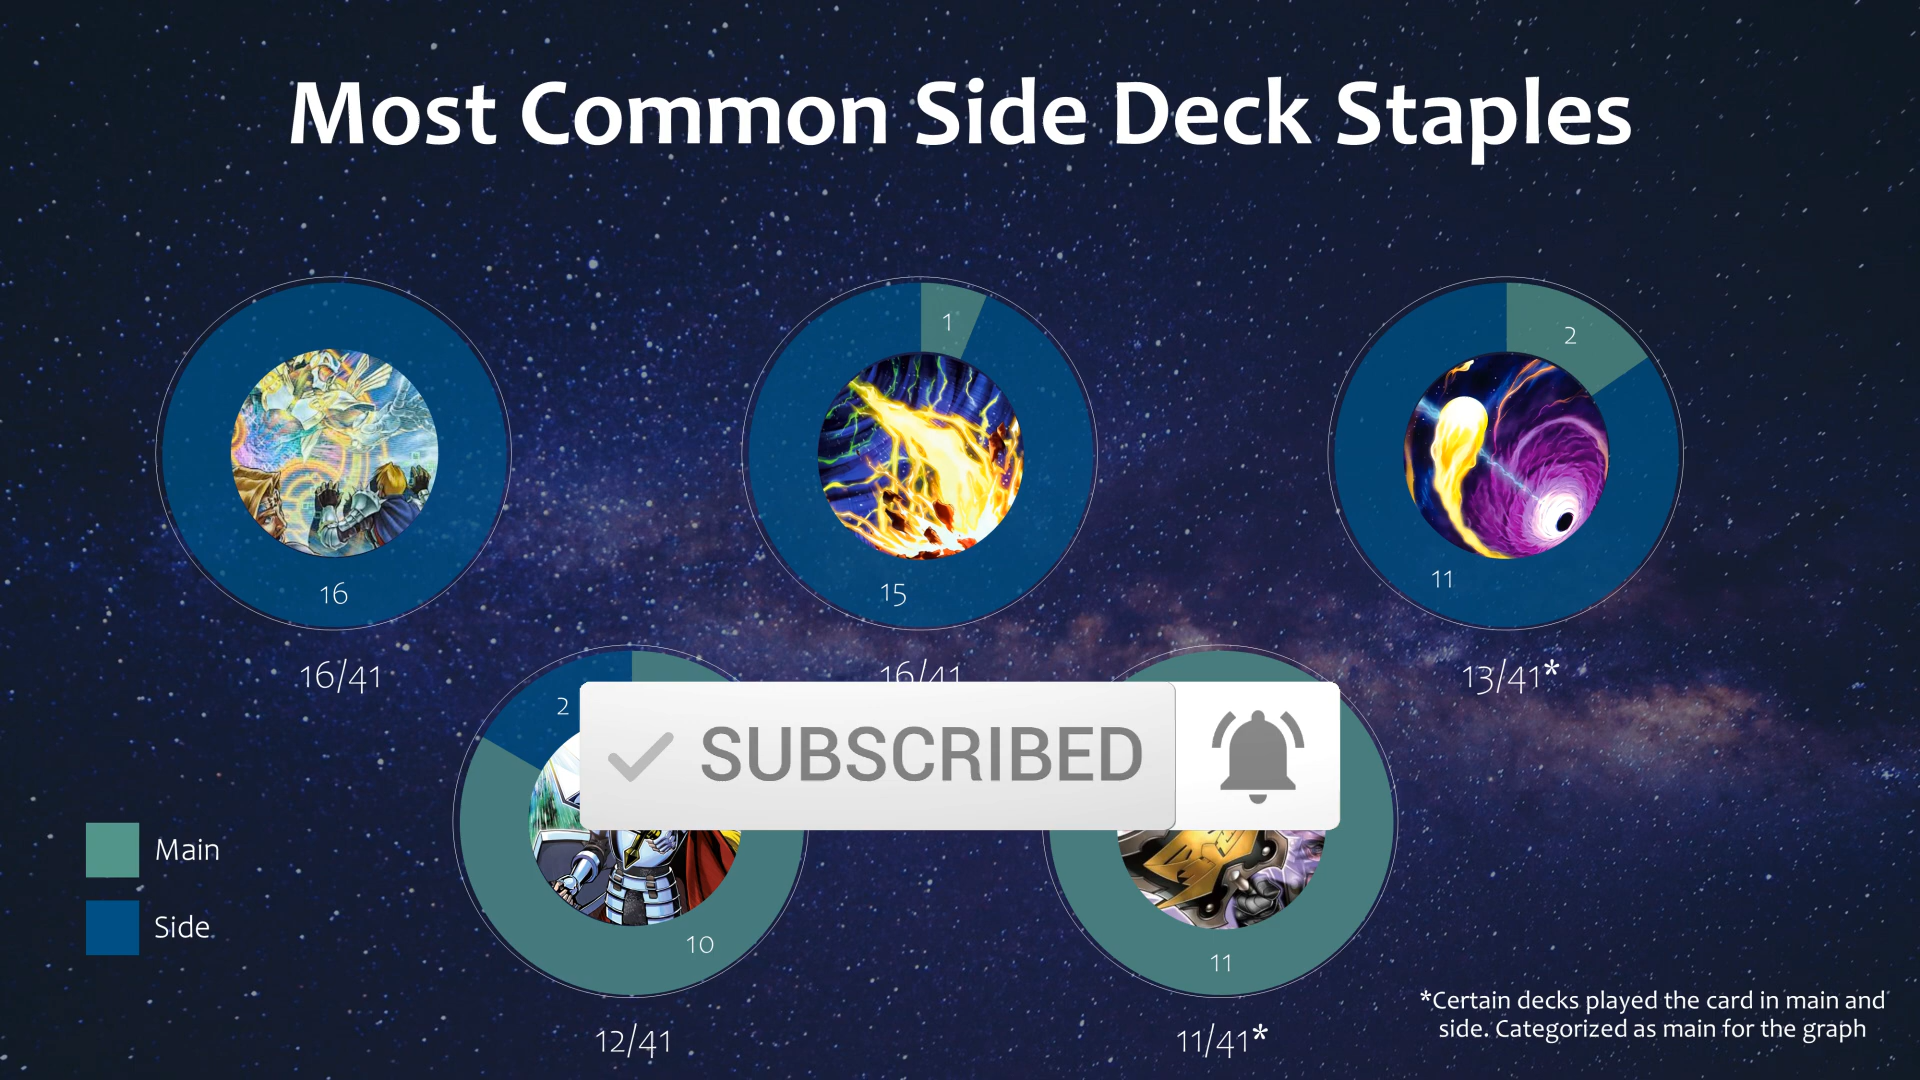 Most Common Side Deck Staples
1
2
16
15
11
16/41
16/41
13/41*
2
SUBSCRIBED
Main
Side
10
11
12/41
11/41*
*Certain decks played the card in main and
side. Categorized as main for the graph